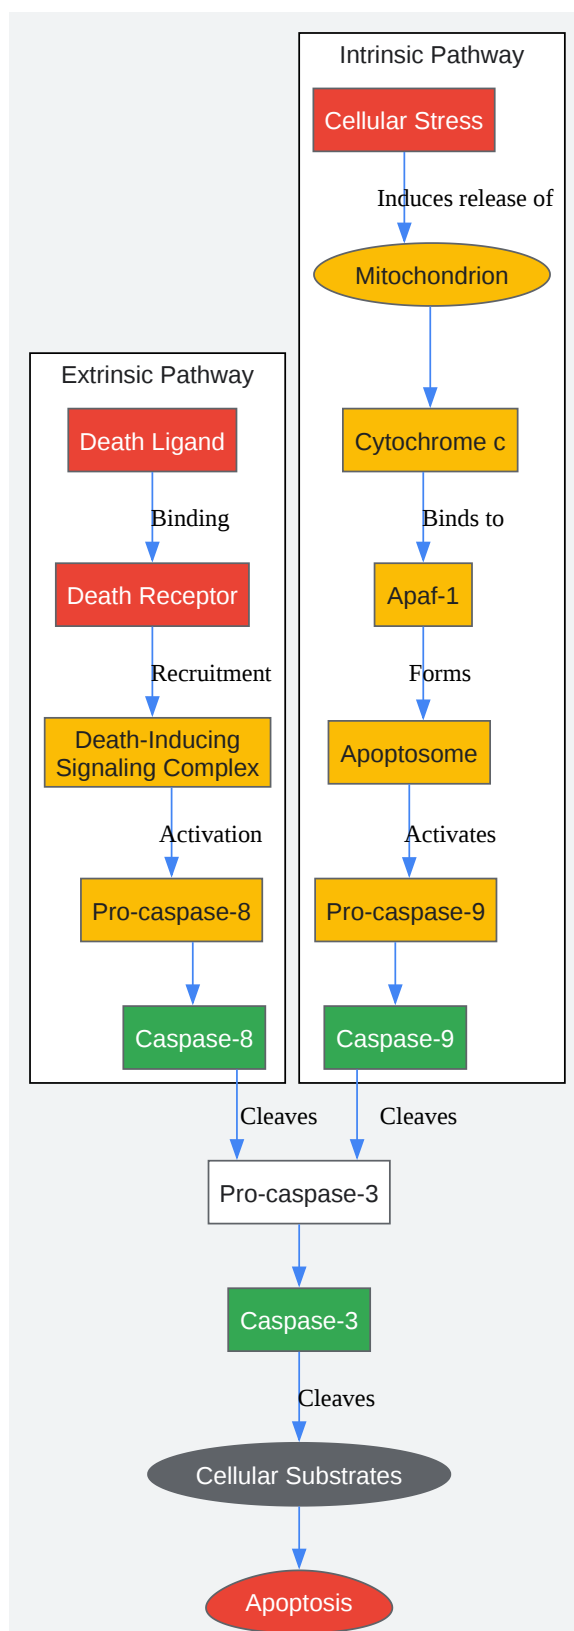 Intrinsic Pathway
Cellular Stress
Induces release of
Mitochondrion
Cytochrome c
Binds to
Apaf-1
Forms
Apoptosome
Activates
Pro-caspase-9
Caspase-9
Cleaves
Extrinsic Pathway
Death Ligand
Binding
Death Receptor
Recruitment
Death-Inducing
Signaling Complex
Activation
Pro-caspase-8
Caspase-8
Cleaves
Pro-caspase-3
Caspase-3
Cleaves
Cellular Substrates
Apoptosis